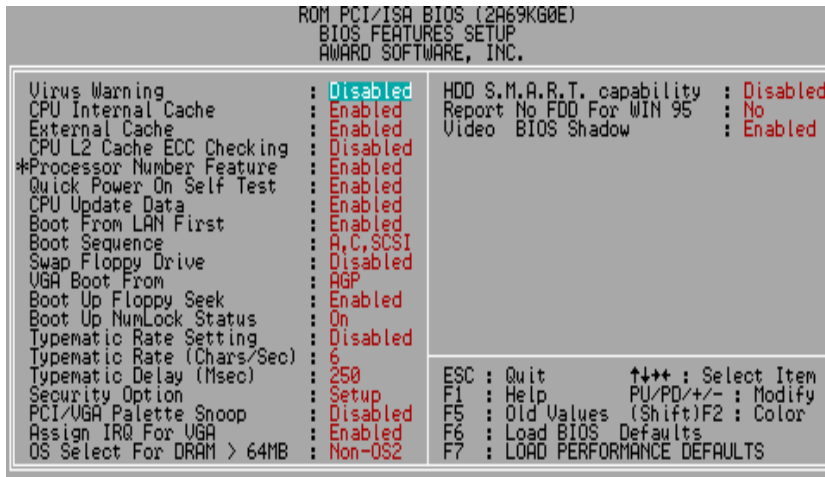 ROM PCI/ISA BIOS (2A69KG0E)
BIOS FEATURES SETUP
AWARD SOFTWARE, INC.
Virus Warning : Disabled
CPU Internal Cache : Enabled
External Cache : Enabled
CPU L2 Cache ECC Checking : Disabled
*Processor Number Feature : Enabled
Quick Power On Self Test : Enabled
CPU Update Data : Enabled
Boot From LAN First : Enabled
Boot Sequence : A,C,SCSI
Swap Floppy Drive : Disabled
VGA Boot From : AGP
Boot Up Floppy Seek : Enabled
Boot Up NumLock Status : On
Typematic Rate Setting : Disabled
Typematic Rate (Chars/Sec) : 6
Typematic Delay (Msec) : 250
Security Option : Setup
PCI/VGA Palette Snoop : Disabled
Assign IRQ For VGA : Enabled
OS Select For DRAM > 64MB : Non-OS2
HDD S.M.A.R.T. capability : Disabled
Report No FDD For WIN 95 : No
Video BIOS Shadow : Enabled
ESC : Quit ↑↓→← : Select Item
F1 : Help PU/PD/+/- : Modify
F5 : Old Values (Shift)F2 : Color
F6 : Load BIOS Defaults
F7 : LOAD PERFORMANCE DEFAULTS